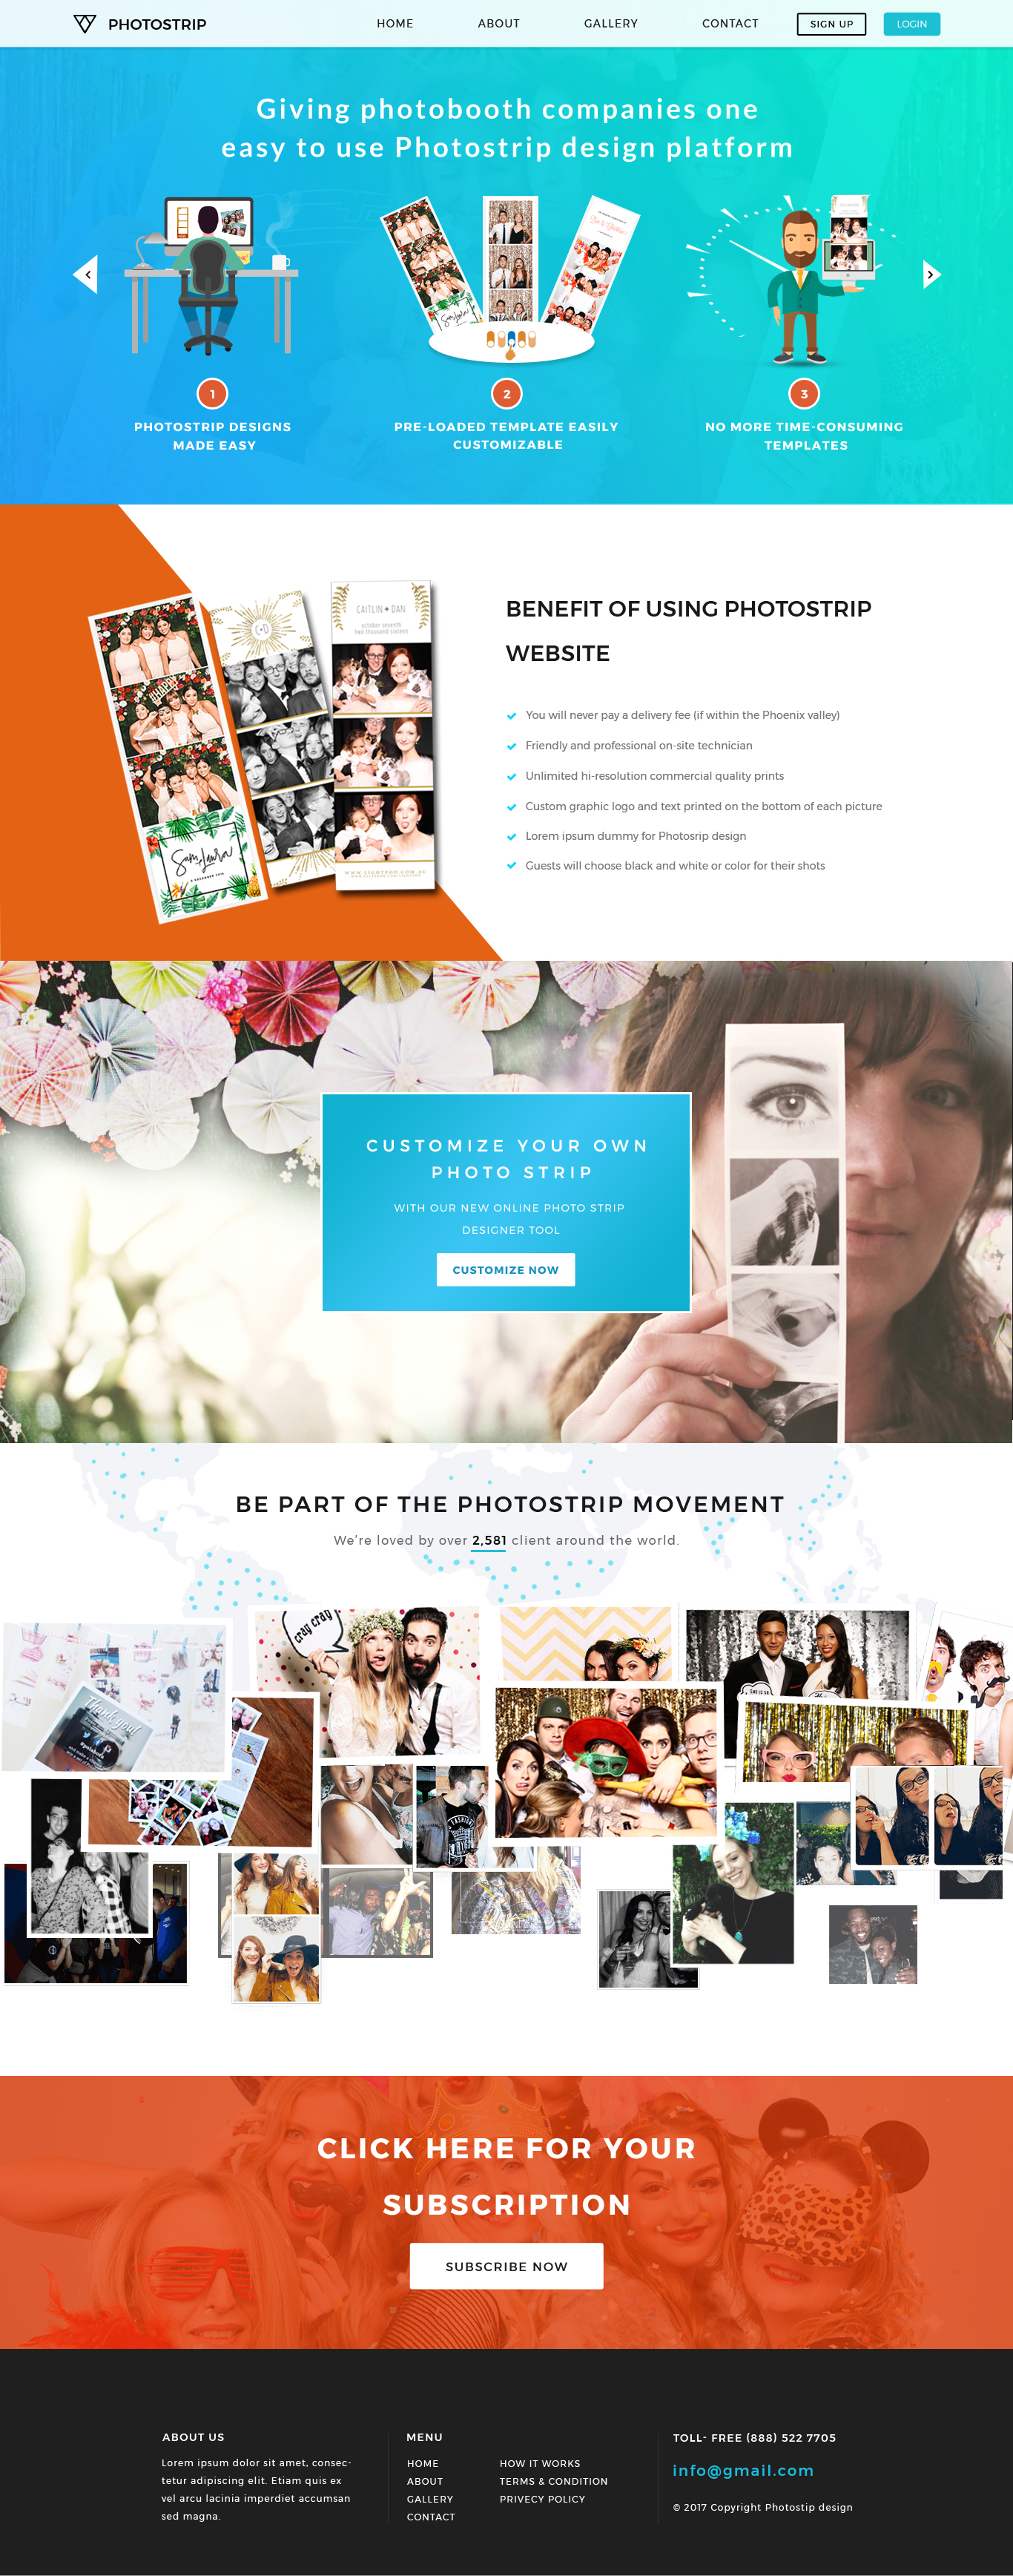 PHOTOSTRIP
HOME
ABOUT
GALLERY
CONTACT
SIGN UP
LOGIN
Giving photobooth companies one
easy to use Photostrip design platform
1
PHOTOSTRIP DESIGNS
MADE EASY
2
PRE-LOADED TEMPLATE EASILY
CUSTOMIZABLE
3
NO MORE TIME-CONSUMING
TEMPLATES
CAITLIN + DAN
october seventh
two thousand sixteen
C+D
Sam & Laura
WWW.LIGHTPOP.COM.AU
BENEFIT OF USING PHOTOSTRIP
WEBSITE
You will never pay a delivery fee (if within the Phoenix valley)
Friendly and professional on-site technician
Unlimited hi-resolution commercial quality prints
Custom graphic logo and text printed on the bottom of each picture
Lorem ipsum dummy for Photosrip design
Guests will choose black and white or color for their shots
CUSTOMIZE YOUR OWN
PHOTO STRIP
WITH OUR NEW ONLINE PHOTO STRIP
DESIGNER TOOL
CUSTOMIZE NOW
BE PART OF THE PHOTOSTRIP MOVEMENT
We're loved by over 2,581 client around the world.
cray cray
Thank you!
CLICK HERE FOR YOUR
SUBSCRIPTION
SUBSCRIBE NOW
ABOUT US
Lorem ipsum dolor sit amet, consec-
tetur adipiscing elit. Etiam quis ex
vel arcu lacinia imperdiet accumsan
sed magna.
MENU
HOME
ABOUT
GALLERY
CONTACT
HOW IT WORKS
TERMS & CONDITION
PRIVECY POLICY
TOLL- FREE (888) 522 7705
info@gmail.com
© 2017 Copyright Photostip design